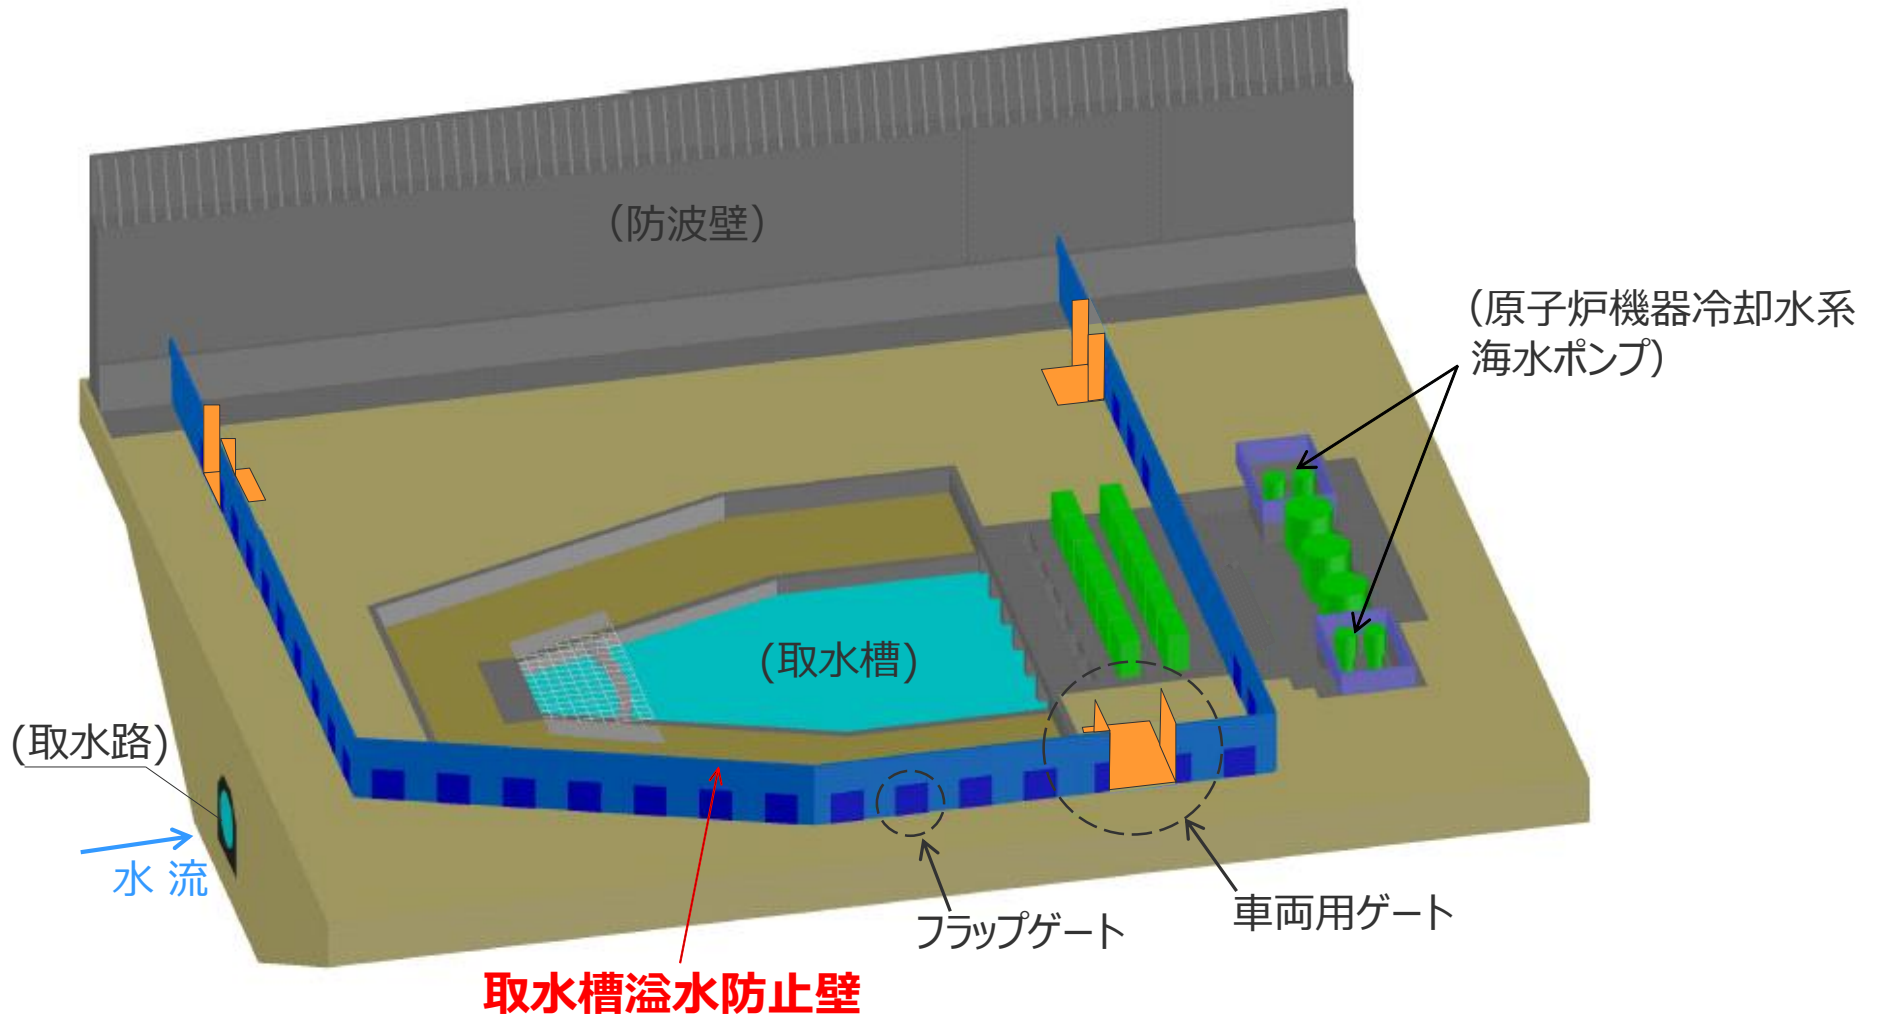 （防波壁）
（原子炉機器冷却水系
海水ポンプ）
(取水槽)
(取水路)
水 流
フラップゲート
車両用ゲート
取水槽溢水防止壁